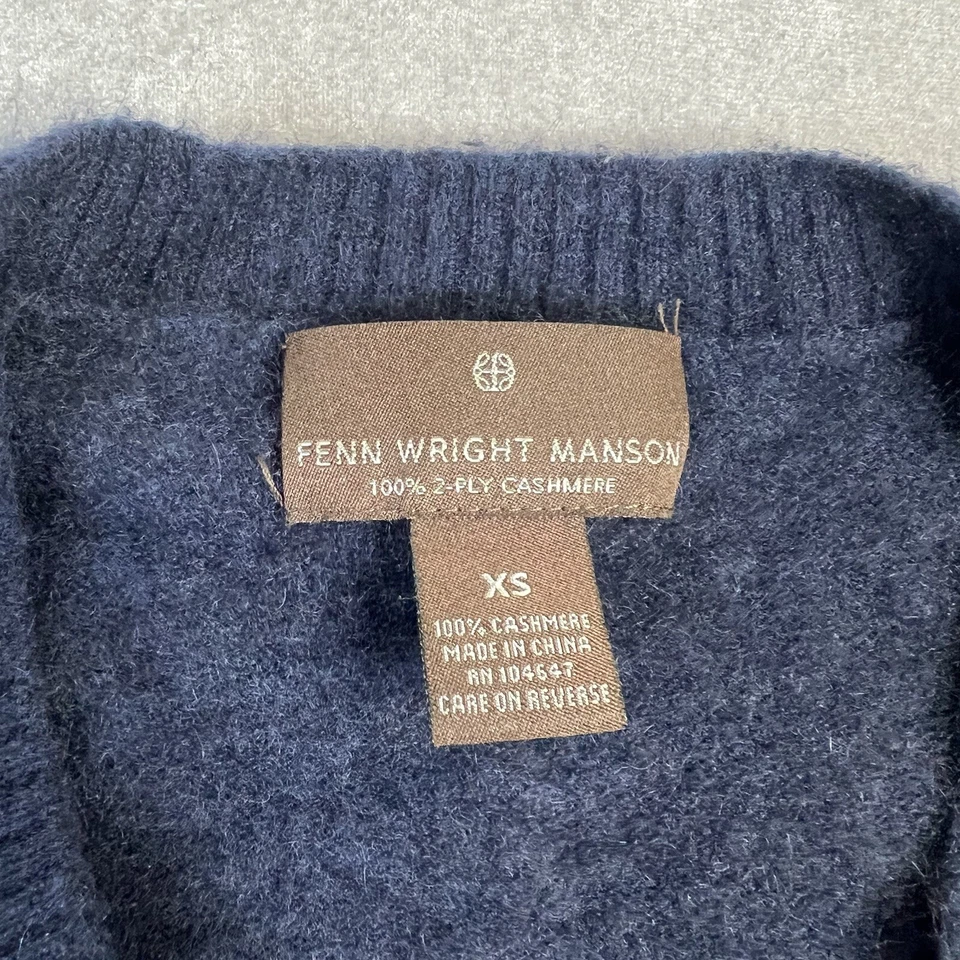 FENN WRIGHT MANSON
100% 2-PLY CASHMERE
XS
100% CASHMERE
MADE IN CHINA
RN 104647
CARE ON REVERSE